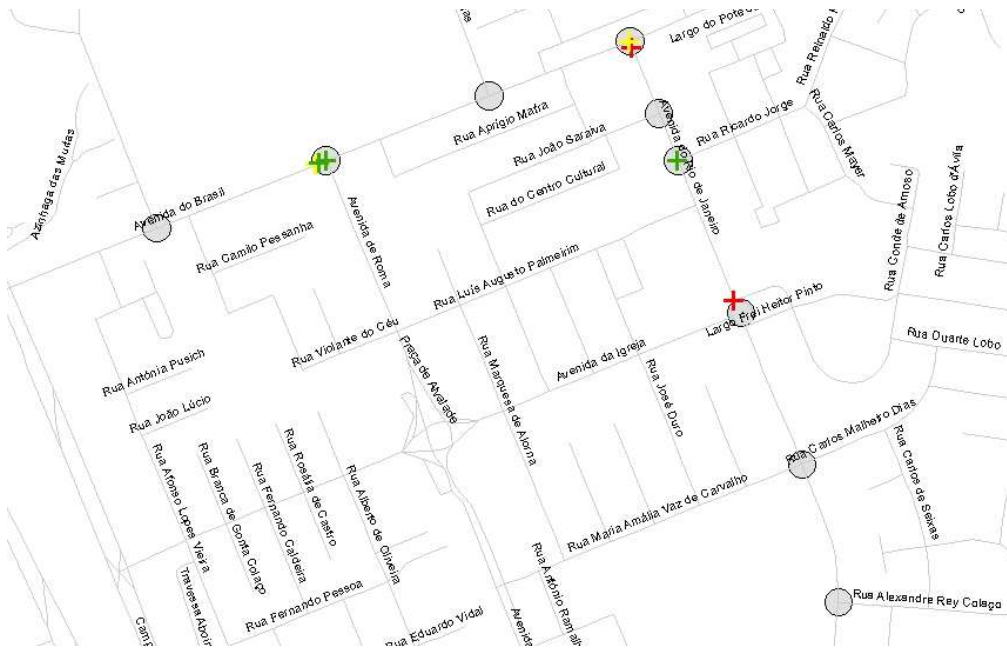 Largo do Pote
Rua Reinaldo
Rua Aprígio Mafra
Avenida do Rio de Janeiro
Rua Ricardo Jorge
Rua Carlos Mayer
Rua João Saraiva
Rua do Centro Cultural
Azinhaga das Mudas
Avenida do Brasil
Rua Camilo Pessanha
Avenida de Roma
Rua Conde de Arnoso
Rua Carlos Lobo d'Ávila
Rua Luís Augusto Palmeirim
Largo Frei Heitor Pinto
Rua Violante do Céu
Rua Duarte Lobo
Praça de Alvalade
Rua Marquesa de Alorna
Avenida da Igreja
Rua José Duro
Rua Antónia Pusich
Rua João Lúcio
Rua Carlos Malheiro Dias
Rua Carlos de Seixas
Rua Afonso Lopes Vieira
Rua Branca de Gonta Colaço
Rua Fernando Caldeira
Rua Rosália de Castro
Rua Alberto de Oliveira
Rua Maria Amália Vaz de Carvalho
Travessa Aboim
Rua Fernando Pessoa
Rua António Ramalh
Rua Alexandre Rey Colaço
Camp
Rua Eduardo Vidal
Avenida